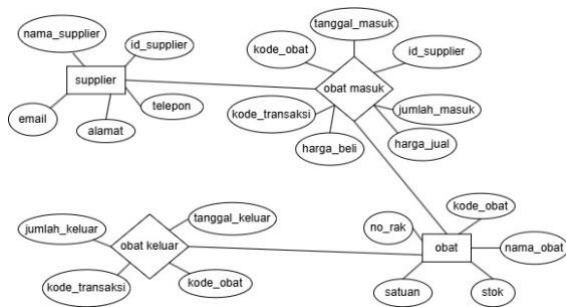 tanggal_masuk
nama_supplier
id_supplier
kode_obat
id_supplier
supplier
obat masuk
email
telepon
alamat
kode_transaksi
jumlah_masuk
harga_beli
harga_jual
tanggal_keluar
kode_obat
jumlah_keluar
no_rak
obat keluar
obat
nama_obat
kode_transaksi
kode_obat
satuan
stok